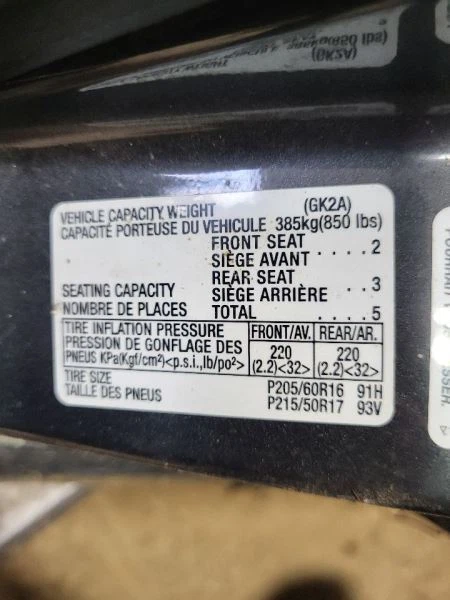 (GK2A)
VEHICLE CAPACITY WEIGHT
CAPACITÉ PORTEUSE DU VEHICULE 385kg(850 lbs)
FRONT SEAT
SIÈGE AVANT ....2
REAR SEAT
SEATING CAPACITY SIÈGE ARRIÈRE ..3
NOMBRE DE PLACES TOTAL ....5
TIRE INFLATION PRESSURE FRONT/AV. REAR/AR.
PRESSION DE GONFLAGE DES 220 220
PNEUS KPa(Kgf/cm²)<p.s.i.,lb/po²> (2.2)<32> (2.2)<32>
TIRE SIZE P205/60R16 91H
TAILLE DES PNEUS P215/50R17 93V